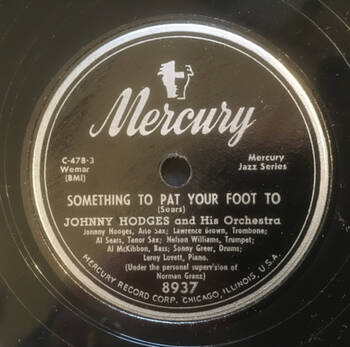 Mercury
C-478-3
Wemar
(BMI)
Mercury
Jazz Series
SOMETHING TO PAT YOUR FOOT TO
(Sears)
JOHNNY HODGES and His Orchestra
Johnny Hodges, Alto Sax; Lawrence Brown, Trombone;
Al Sears, Tenor Sax; Nelson Williams, Trumpet;
Al McKibbon, Bass; Sonny Greer, Drums;
Leroy Lovett, Piano
(Under the personal supervision of
Norman Granz)
8937
MERCURY RECORD CORP. CHICAGO, ILLINOIS, U.S.A.